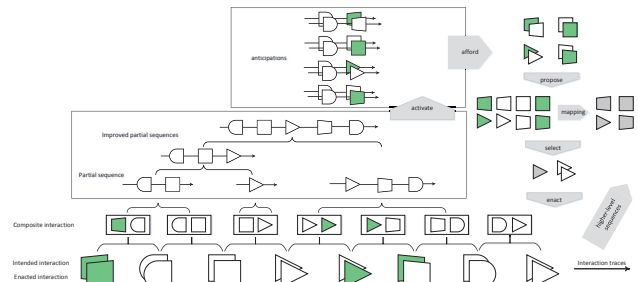 anticipations
afford
propose
activate
mapping
Improved partial sequences
select
Partial sequence
enact
higher-level
sequences
Composite interaction
Intended interaction
Interaction traces
Enacted interaction